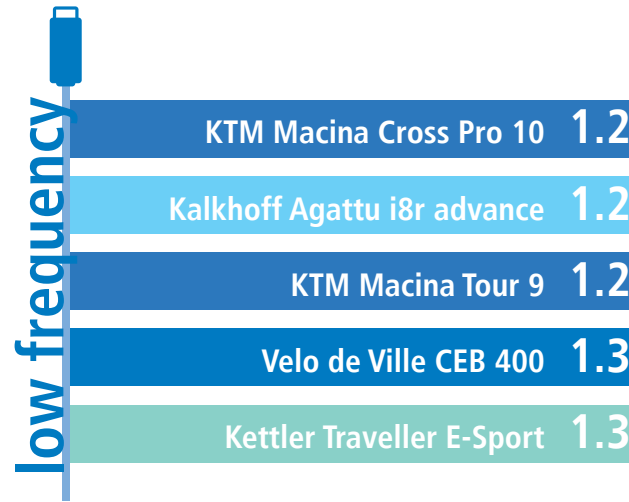 low frequency
KTM Macina Cross Pro 10 1.2
Kalkhoff Agattu i8r advance 1.2
KTM Macina Tour 9 1.2
Velo de Ville CEB 400 1.3
Kettler Traveller E-Sport 1.3